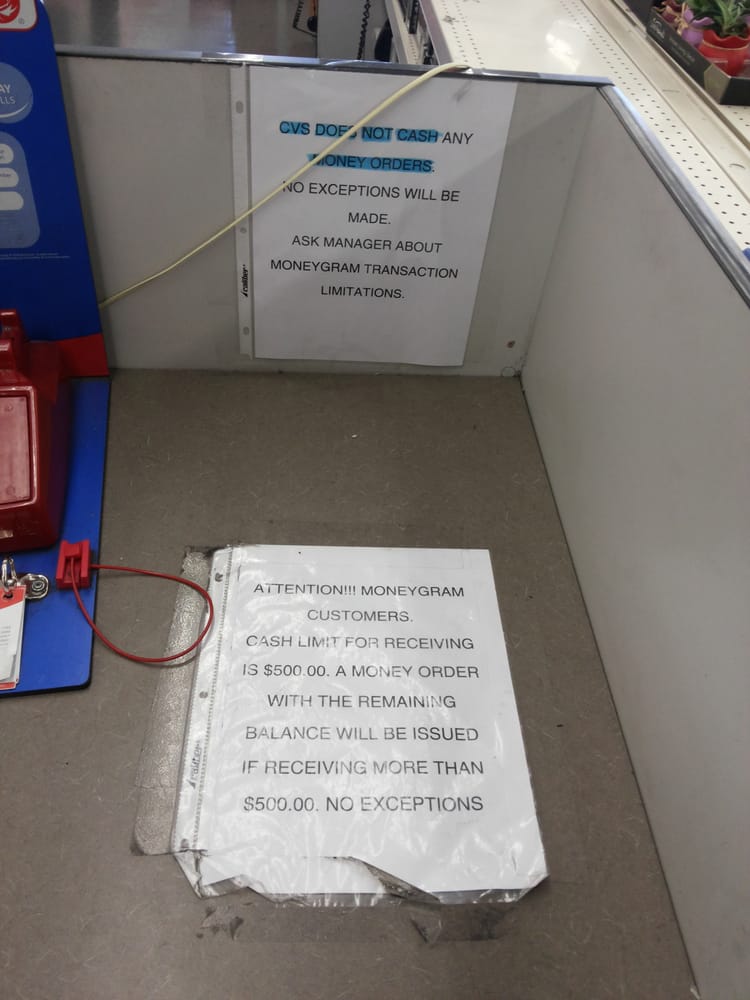 CVS DOES NOT CASH ANY
MONEY ORDERS.
NO EXCEPTIONS WILL BE
MADE.
ASK MANAGER ABOUT
MONEYGRAM TRANSACTION
LIMITATIONS.
caliber
ATTENTION!!! MONEYGRAM
CUSTOMERS.
CASH LIMIT FOR RECEIVING
IS $500.00. A MONEY ORDER
WITH THE REMAINING
BALANCE WILL BE ISSUED
IF RECEIVING MORE THAN
$500.00. NO EXCEPTIONS
caliber